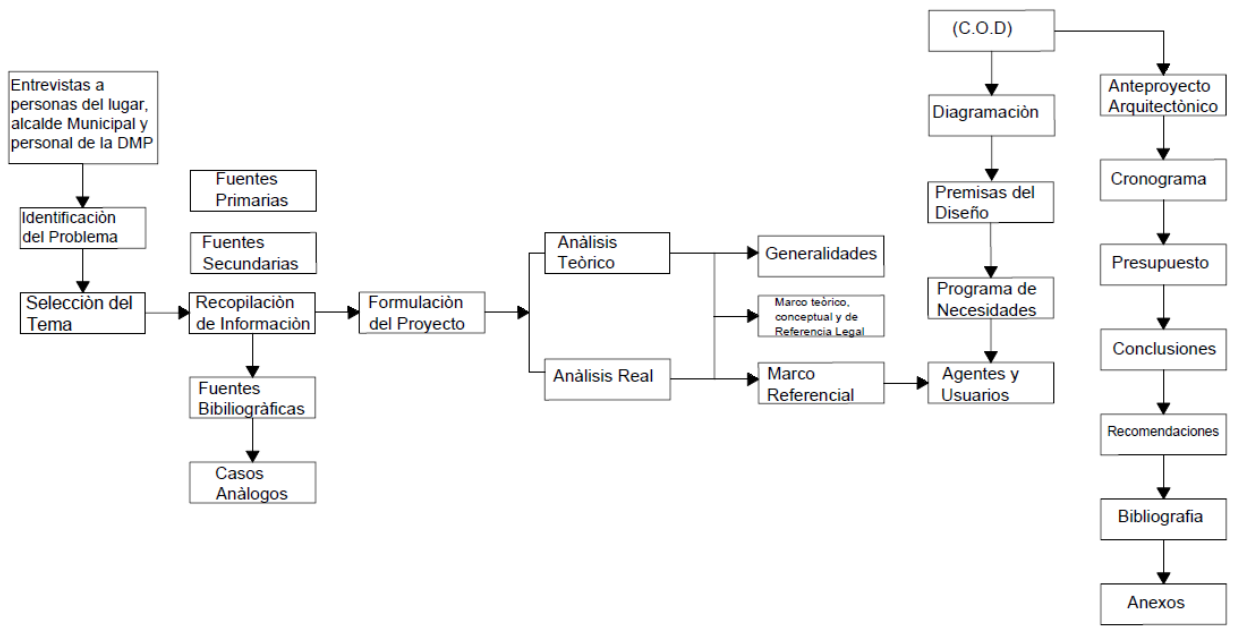 Entrevistas a
personas del lugar,
alcalde Municipal y
personal de la DMP
Identificaciòn
del Problema
Selecciòn del
Tema
Fuentes
Primarias
Fuentes
Secundarias
Recopilaciòn
de Informaciòn
Fuentes
Bibiliogràficas
Casos
Anàlogos
Formulaciòn
del Proyecto
Anàlisis
Teòrico
Anàlisis Real
Generalidades
Marco teòrico,
conceptual y de
Referencia Legal
Marco
Referencial
(C.O.D)
Diagramaciòn
Premisas del
Diseño
Programa de
Necesidades
Agentes y
Usuarios
Anteproyecto
Arquitectònico
Cronograma
Presupuesto
Conclusiones
Recomendaciones
Bibliografia
Anexos